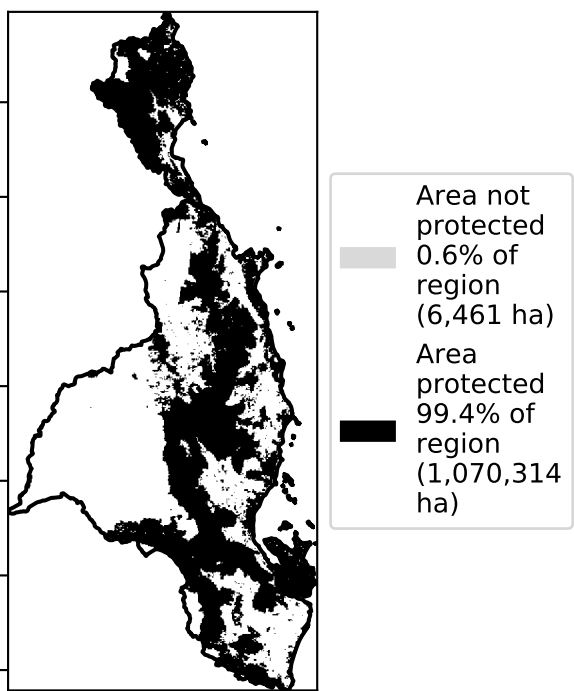 Area not
protected
0.6% of
region
(6,461 ha)
Area
protected
99.4% of
region
(1,070,314
ha)